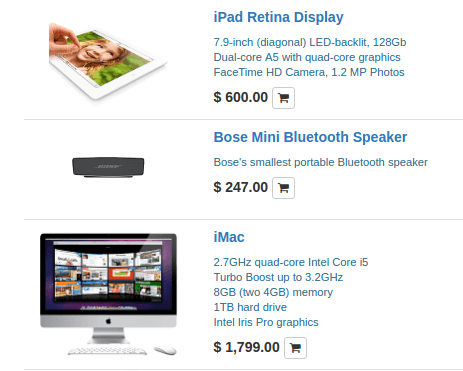 iPad Retina Display
7.9-inch (diagonal) LED-backlit, 128Gb
Dual-core A5 with quad-core graphics
FaceTime HD Camera, 1.2 MP Photos
$ 600.00
Bose Mini Bluetooth Speaker
Bose's smallest portable Bluetooth speaker
$ 247.00
iMac
2.7GHz quad-core Intel Core i5
Turbo Boost up to 3.2GHz
8GB (two 4GB) memory
1TB hard drive
Intel Iris Pro graphics
$ 1,799.00